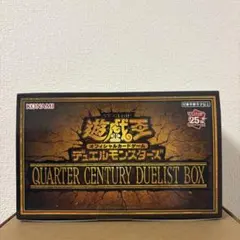 KONAMI
遊戯王
オフィシャルカードゲーム
デュエルモンスターズ
25th
QUARTER CENTURY DUELIST BOX